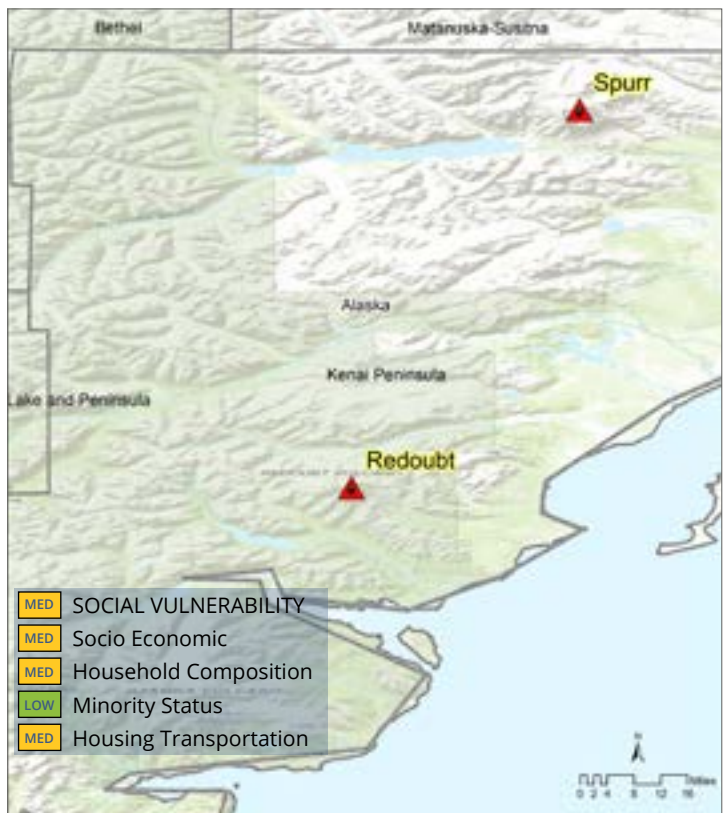 Bethel
Matanuska-Susitna
Spurr
Alaska
Kenai Peninsula
Lake and Peninsula
Redoubt
MED SOCIAL VULNERABILITY
MED Socio Economic
MED Household Composition
LOW Minority Status
MED Housing Transportation
N
Miles
0 2 4 8 12 16